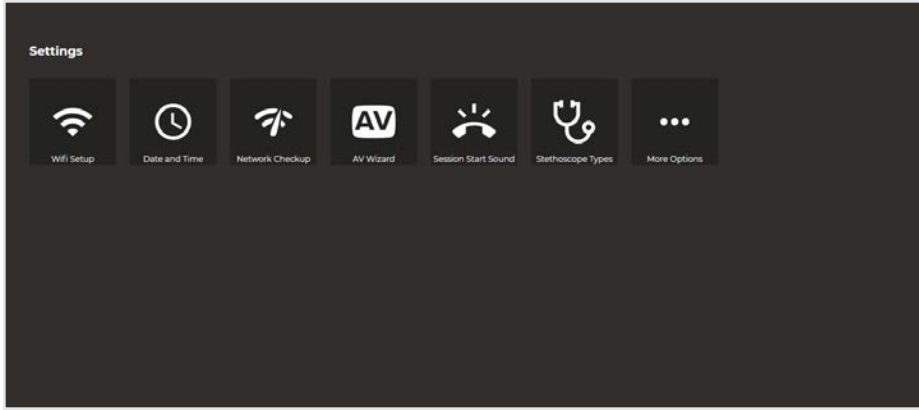 Settings
AV
Wifi Setup
Date and Time
Network Checkup
AV Wizard
Session Start Sound
Stethoscope Types
More Options